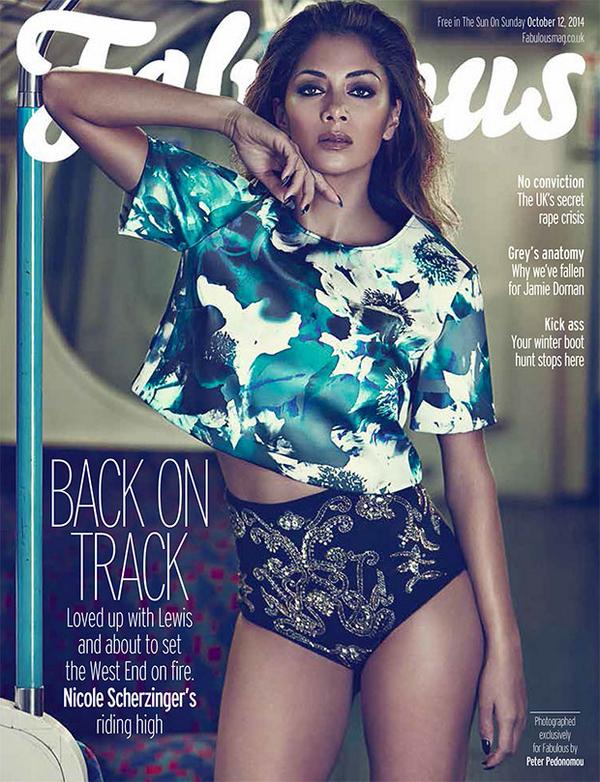 Fabulous
Free in The Sun On Sunday October 12, 2014
Fabulousmag.co.uk
No conviction
The UK's secret
rape crisis
Grey's anatomy
Why we've fallen
for Jamie Dornan
Kick ass
Your winter boot
hunt stops here
BACK ON
TRACK
Loved up with Lewis
and about to set
the West End on fire.
Nicole Scherzinger's
riding high
Photographed
exclusively
for Fabulous by
Peter Pedonomou